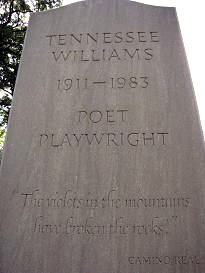 TENNESSEE
WILLIAMS
1911–1983
POET
PLAYWRIGHT
"The violets in the mountains
have broken the rocks!"
CAMINO REAL